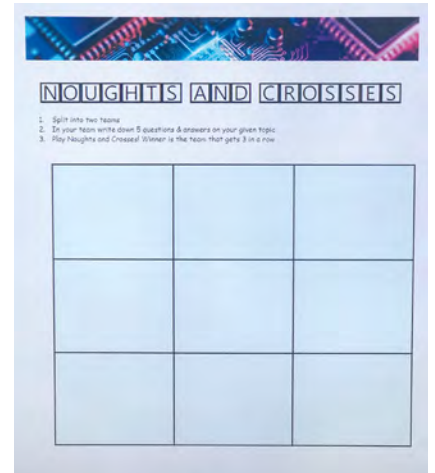 NOUGHTS AND CROSSES
1. Split into two teams
2. In your team write down 5 questions & answers on your given topic
3. Play Noughts and Crosses! Winner is the team that gets 3 in a row